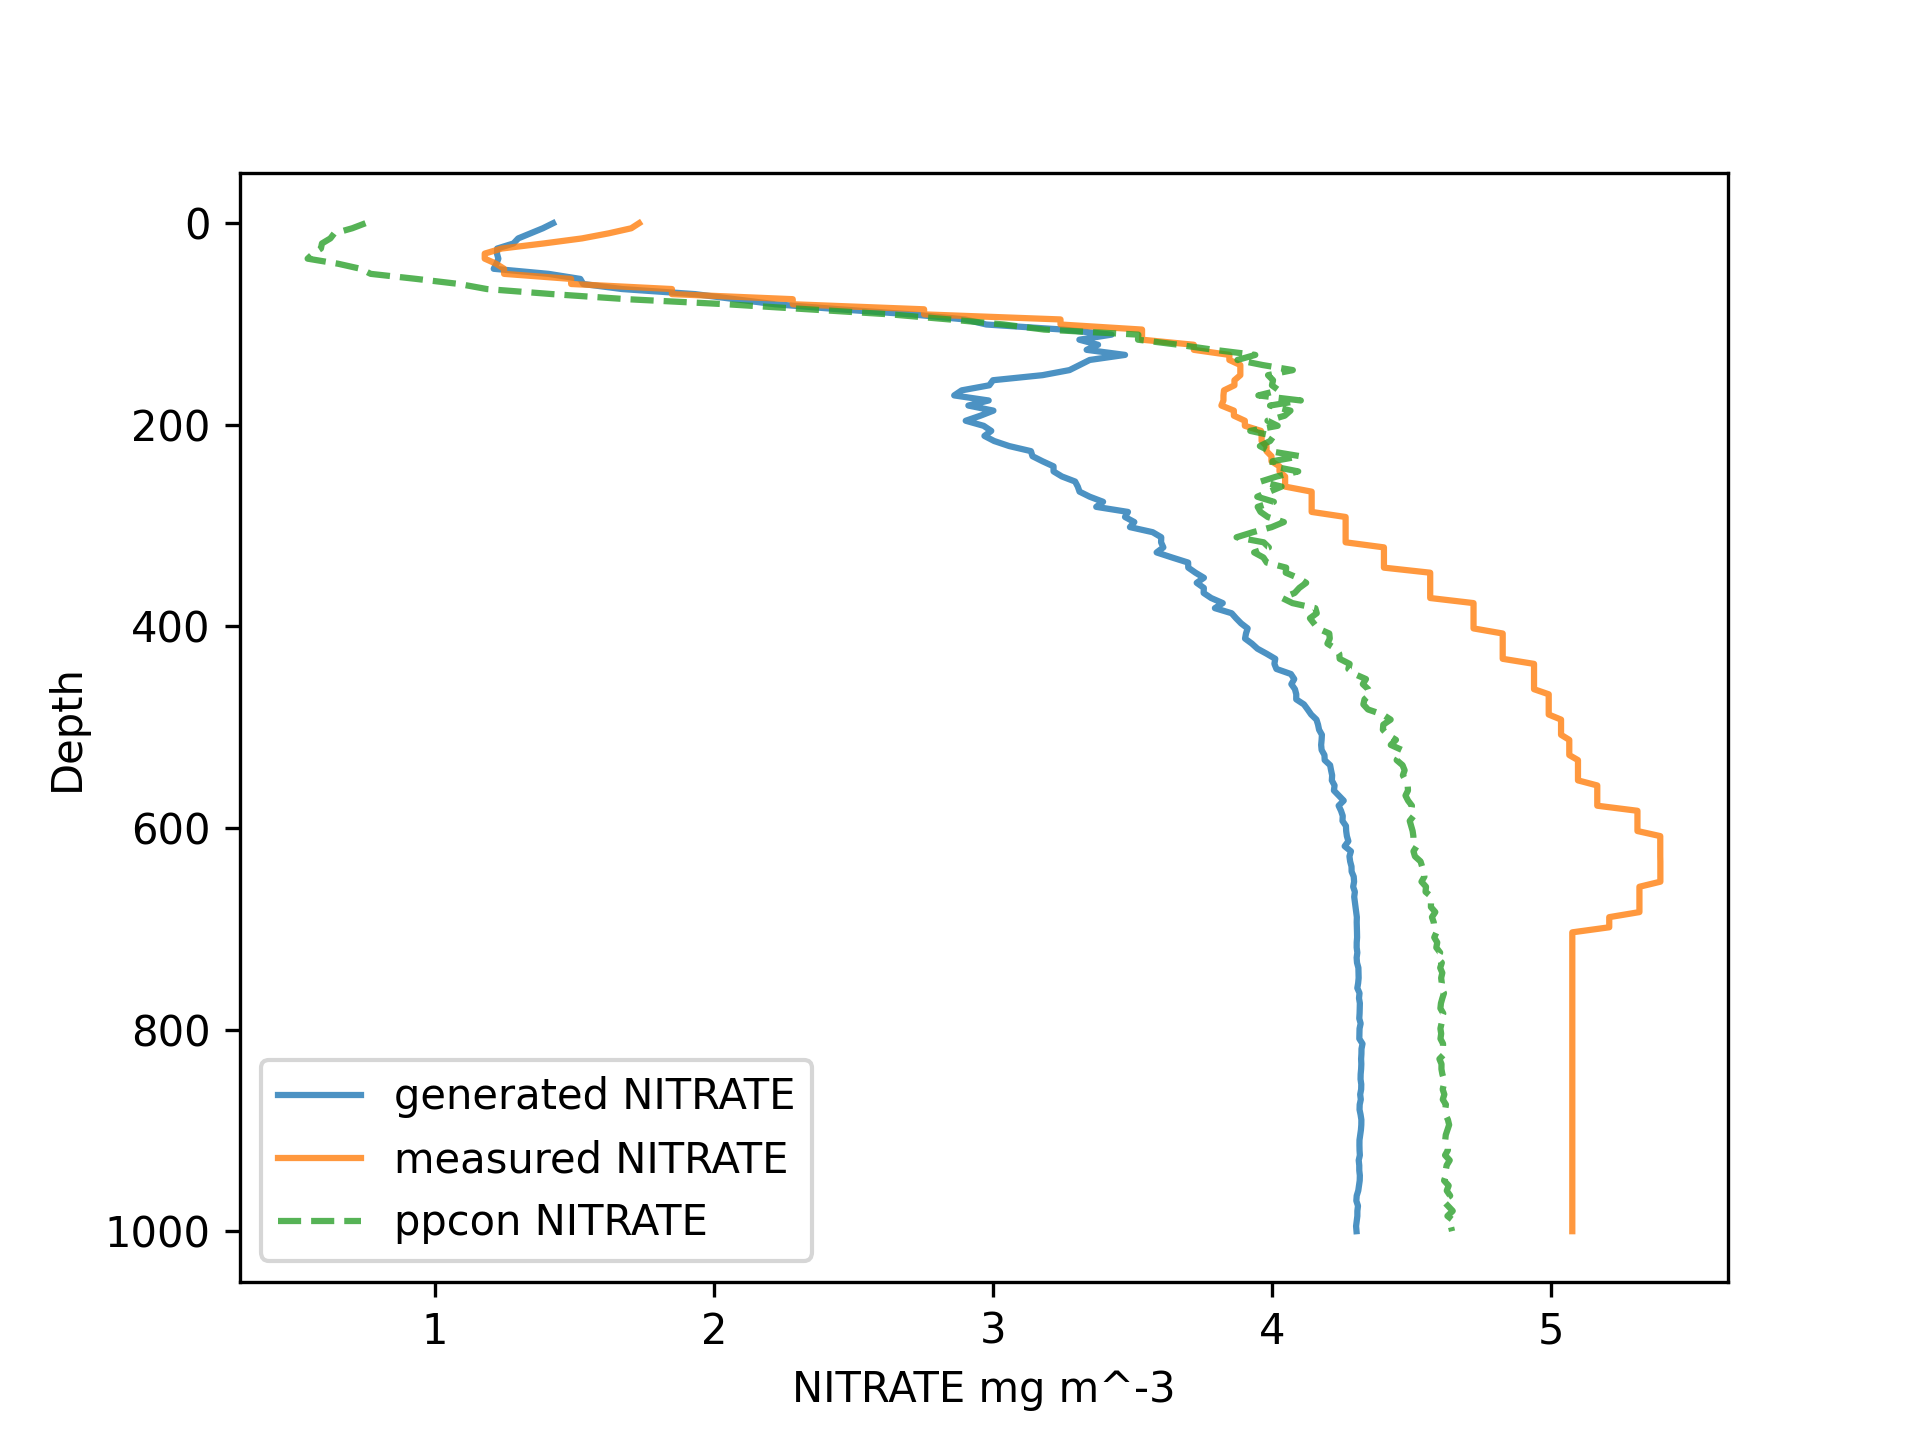 0
200
400
600
800
1000
Depth
generated NITRATE
measured NITRATE
ppcon NITRATE
1 2 3 4 5
NITRATE mg m^-3